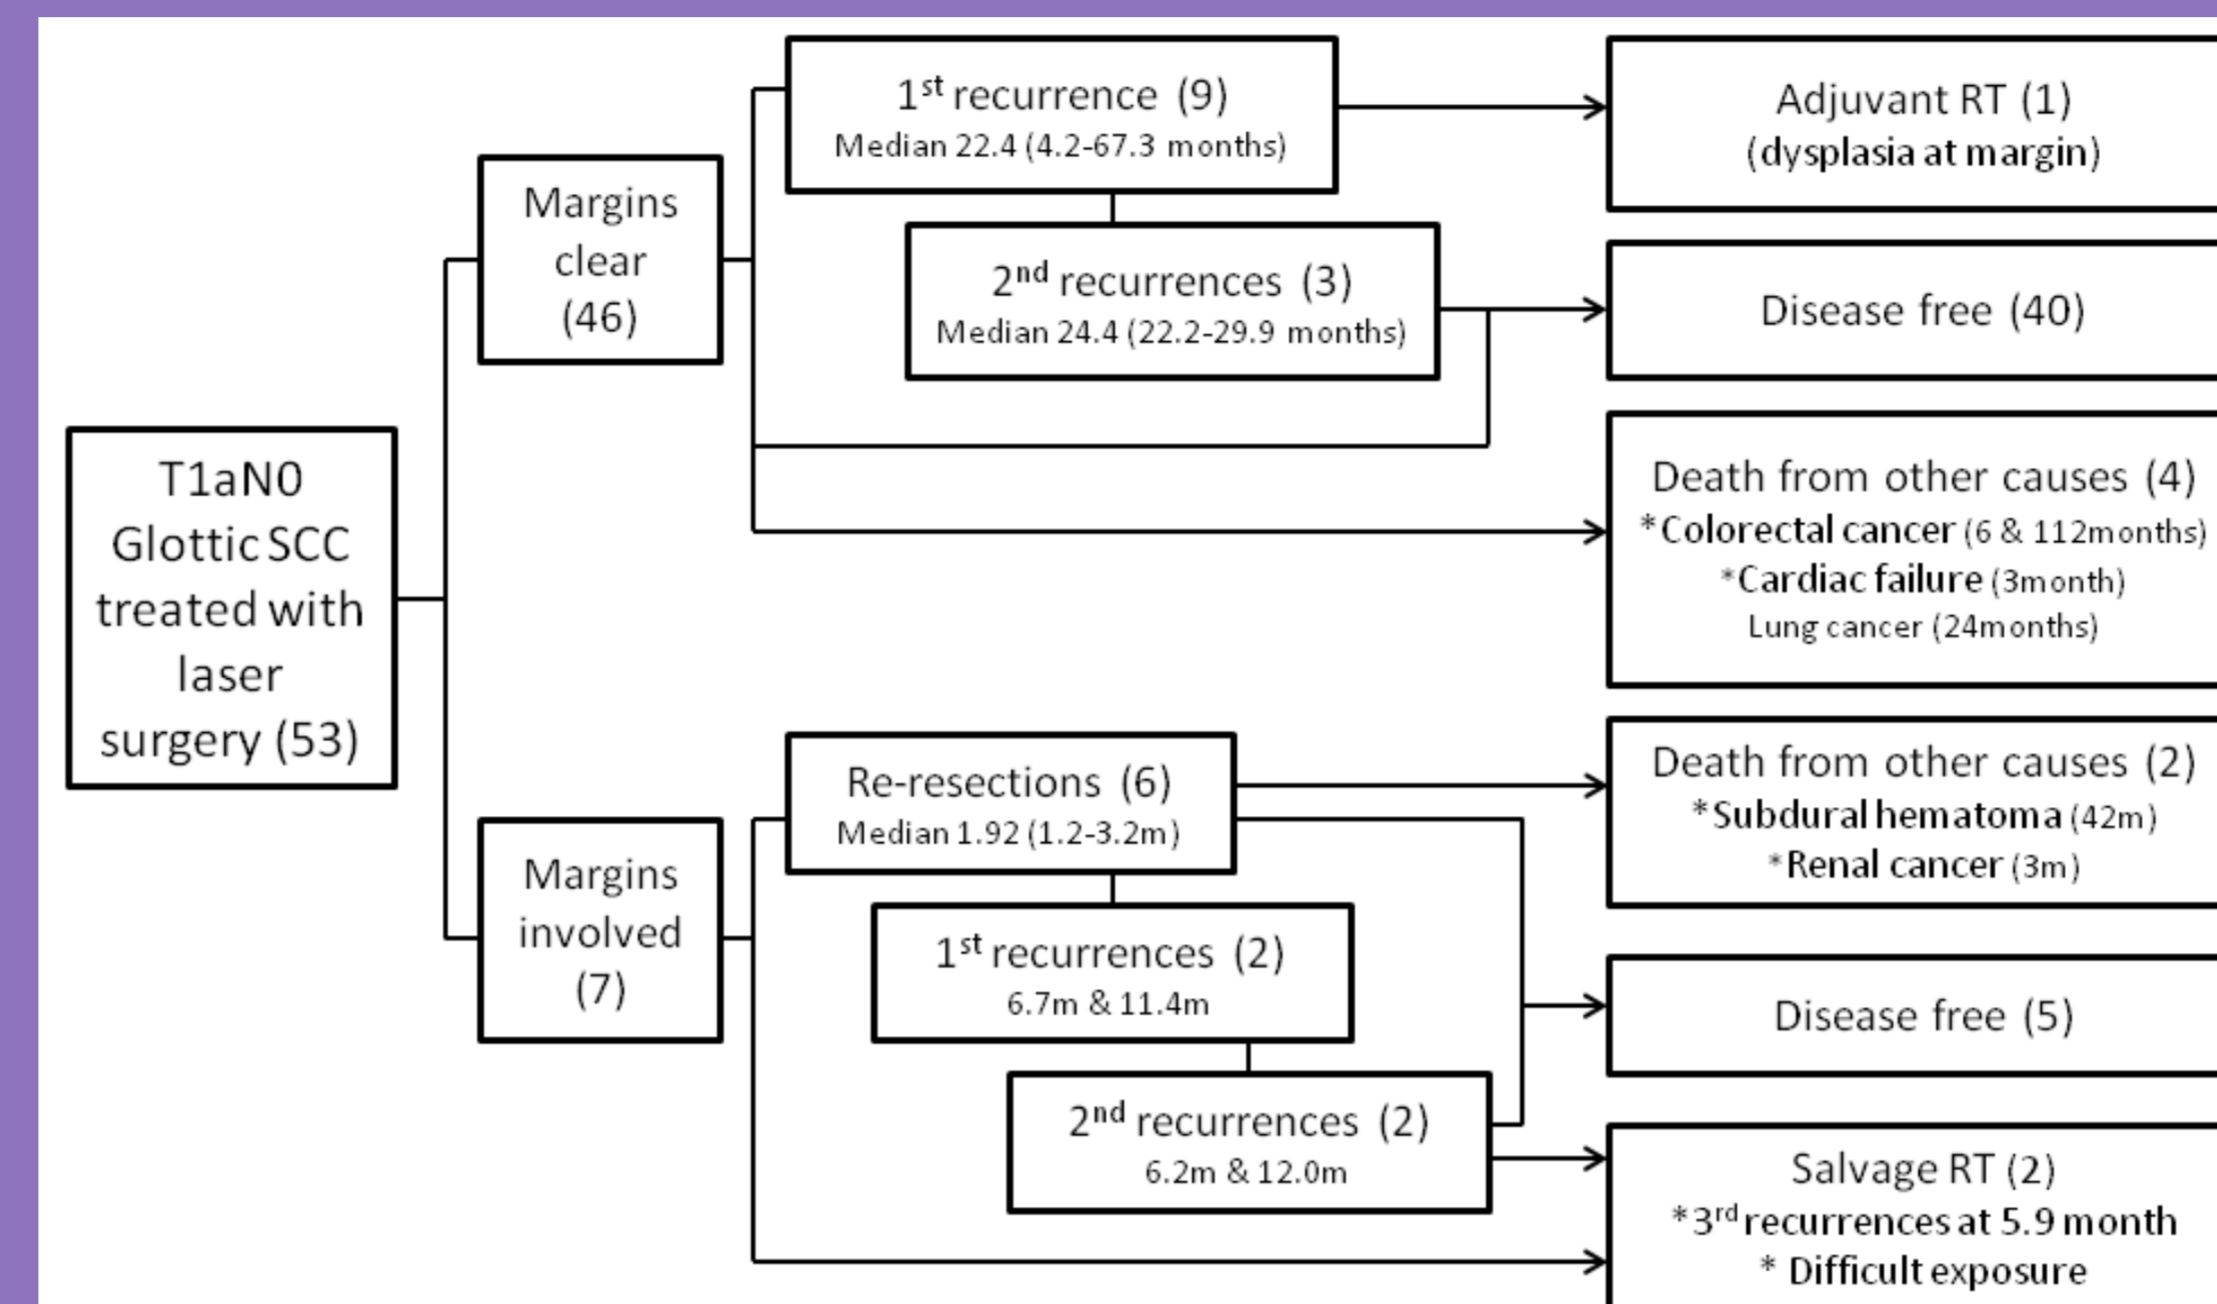 T1aN0
Glottic SCC
treated with
laser
surgery (53)
Margins
clear
(46)
1st recurrence (9)
Median 22.4 (4.2-67.3 months)
2nd recurrences (3)
Median 24.4 (22.2-29.9 months)
Adjuvant RT (1)
(dysplasia at margin)
Disease free (40)
Death from other causes (4)
*Colorectal cancer (6 & 112months)
*Cardiac failure (3month)
Lung cancer (24months)
Margins
involved
(7)
Re-resections (6)
Median 1.92 (1.2-3.2m)
1st recurrences (2)
6.7m & 11.4m
2nd recurrences (2)
6.2m & 12.0m
Death from other causes (2)
*Subdural hematoma (42m)
*Renal cancer (3m)
Disease free (5)
Salvage RT (2)
*3rd recurrences at 5.9 month
* Difficult exposure